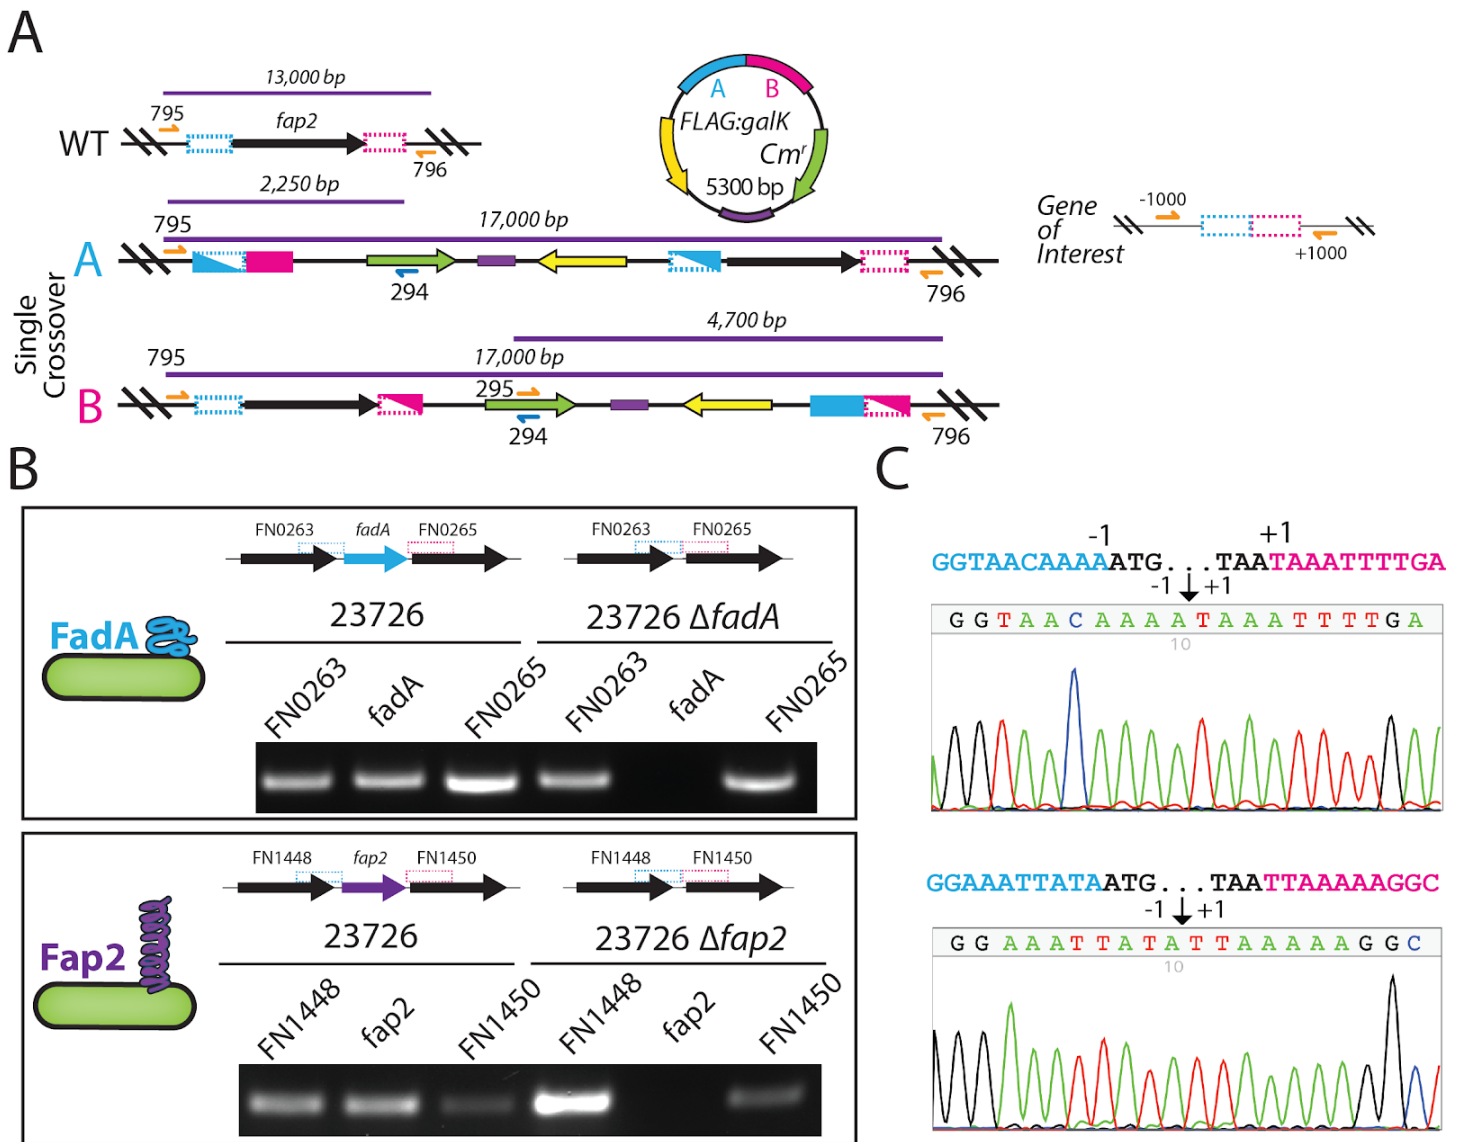 A
13,000 bp
795
fap2
WT
796
2,250 bp
A B
FLAG:galK
Cmʳ
5300 bp
Gene
of
Interest
-1000
+1000
795
17,000 bp
A
294
796
Single
Crossover
4,700 bp
795
17,000 bp
295
B
294
796
B
FN0263 fadA FN0265
FN0263 FN0265
23726
23726 ΔfadA
FadA
FN0263 fadA FN0265 FN0263 fadA FN0265
FN1448 fap2 FN1450
FN1448 FN1450
23726
23726 Δfap2
Fap2
FN1448 fap2 FN1450 FN1448 fap2 FN1450
C
-1 +1
GGTAACAAAAATG...TAATAAATTTTGA
-1 +1
G G T A A C A A A A T A A A T T T T G A
10
GGAAATTATAATG...TAATTAAAAAGGC
-1 +1
G G A A A T T A T A T T A A A A A G G C
10